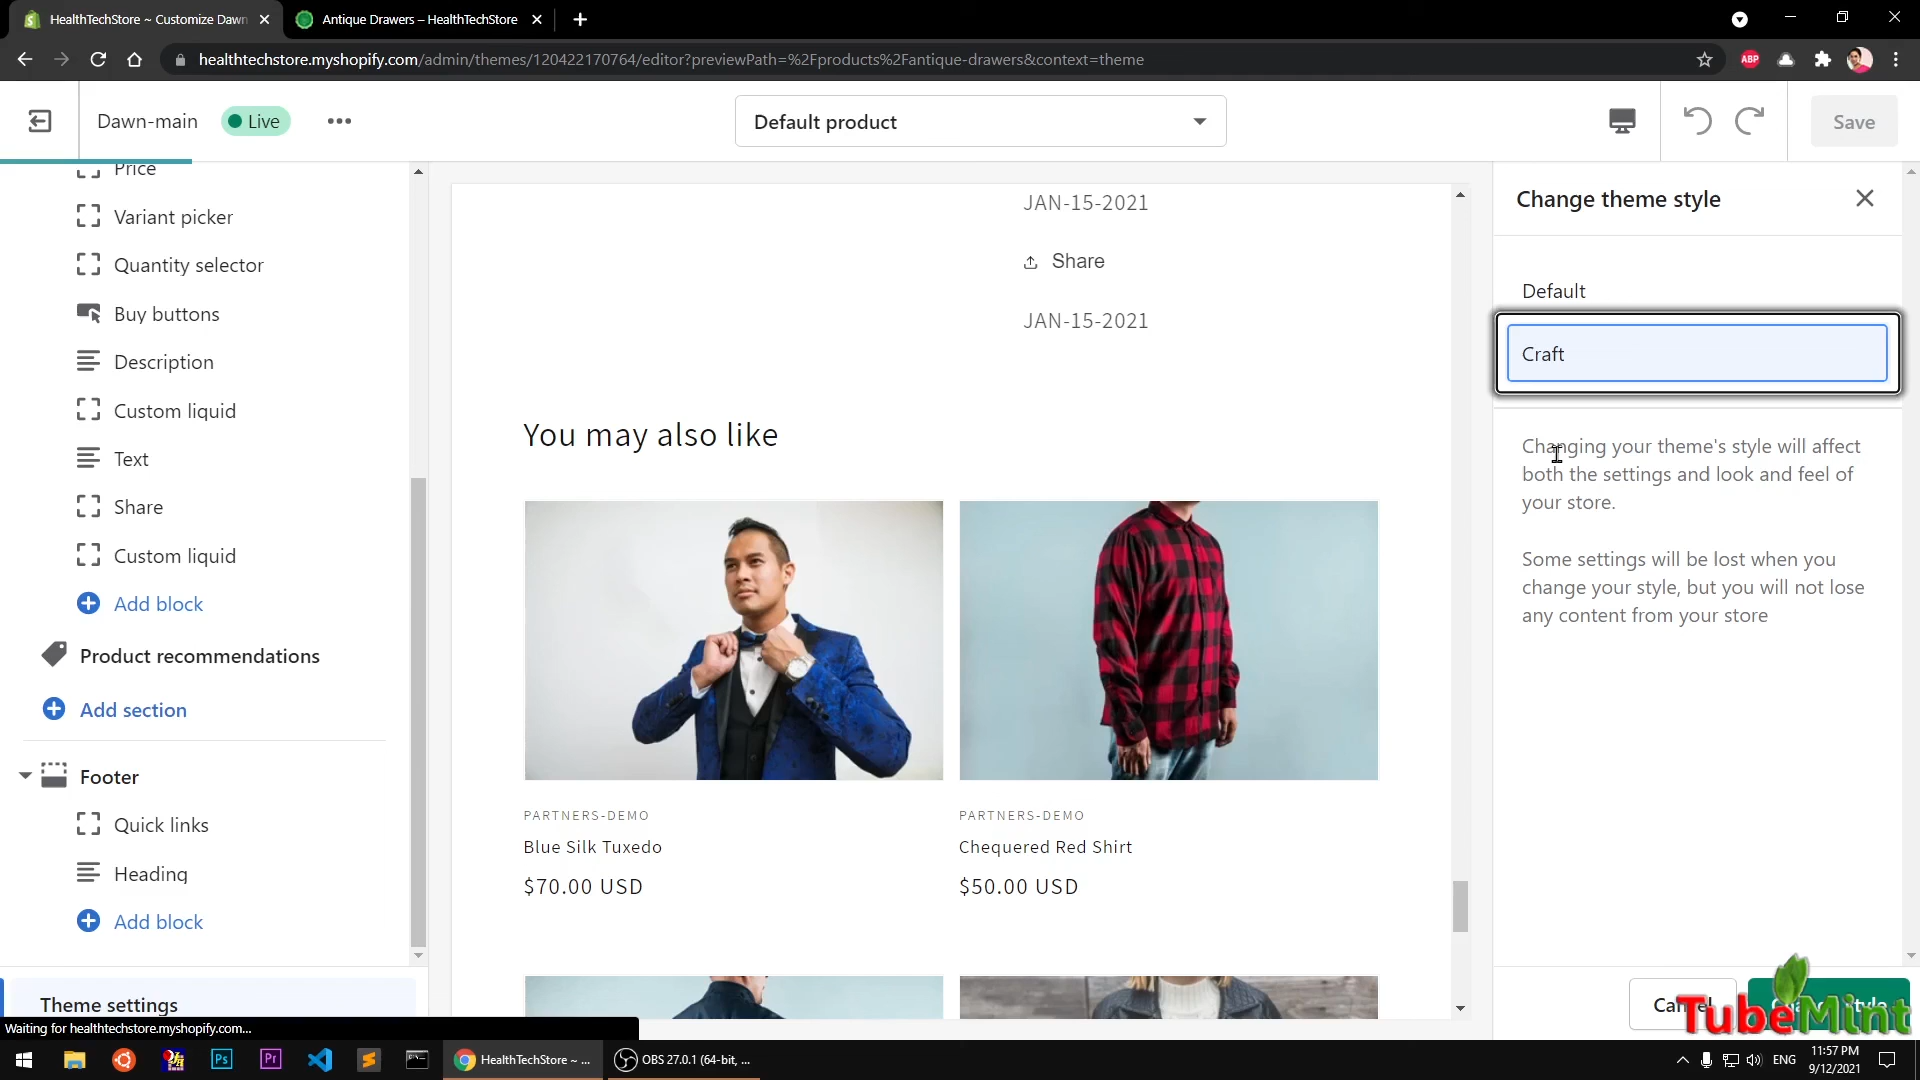 HealthTechStore ~ Customize Dawn
Antique Drawers – HealthTechStore
healthtechstore.myshopify.com/admin/themes/120422170764/editor?previewPath=%2Fproducts%2Fantique-drawers&context=theme
ABP
Dawn-main
Live
Default product
Save
Price
Variant picker
Quantity selector
Buy buttons
Description
Custom liquid
Text
Share
Custom liquid
Add block
Product recommendations
Add section
Footer
Quick links
Heading
Add block
Theme settings
Waiting for healthtechstore.myshopify.com...
JAN-15-2021
Share
JAN-15-2021
You may also like
PARTNERS-DEMO
Blue Silk Tuxedo
$70.00 USD
PARTNERS-DEMO
Chequered Red Shirt
$50.00 USD
Change theme style
Default
Craft
Changing your theme's style will affect
both the settings and look and feel of
your store.
Some settings will be lost when you
change your style, but you will not lose
any content from your store
Cancel
TubeMint
Ps
Pr
HealthTechStore ~ ...
OBS 27.0.1 (64-bit, ...
ENG
11:57 PM
9/12/2021